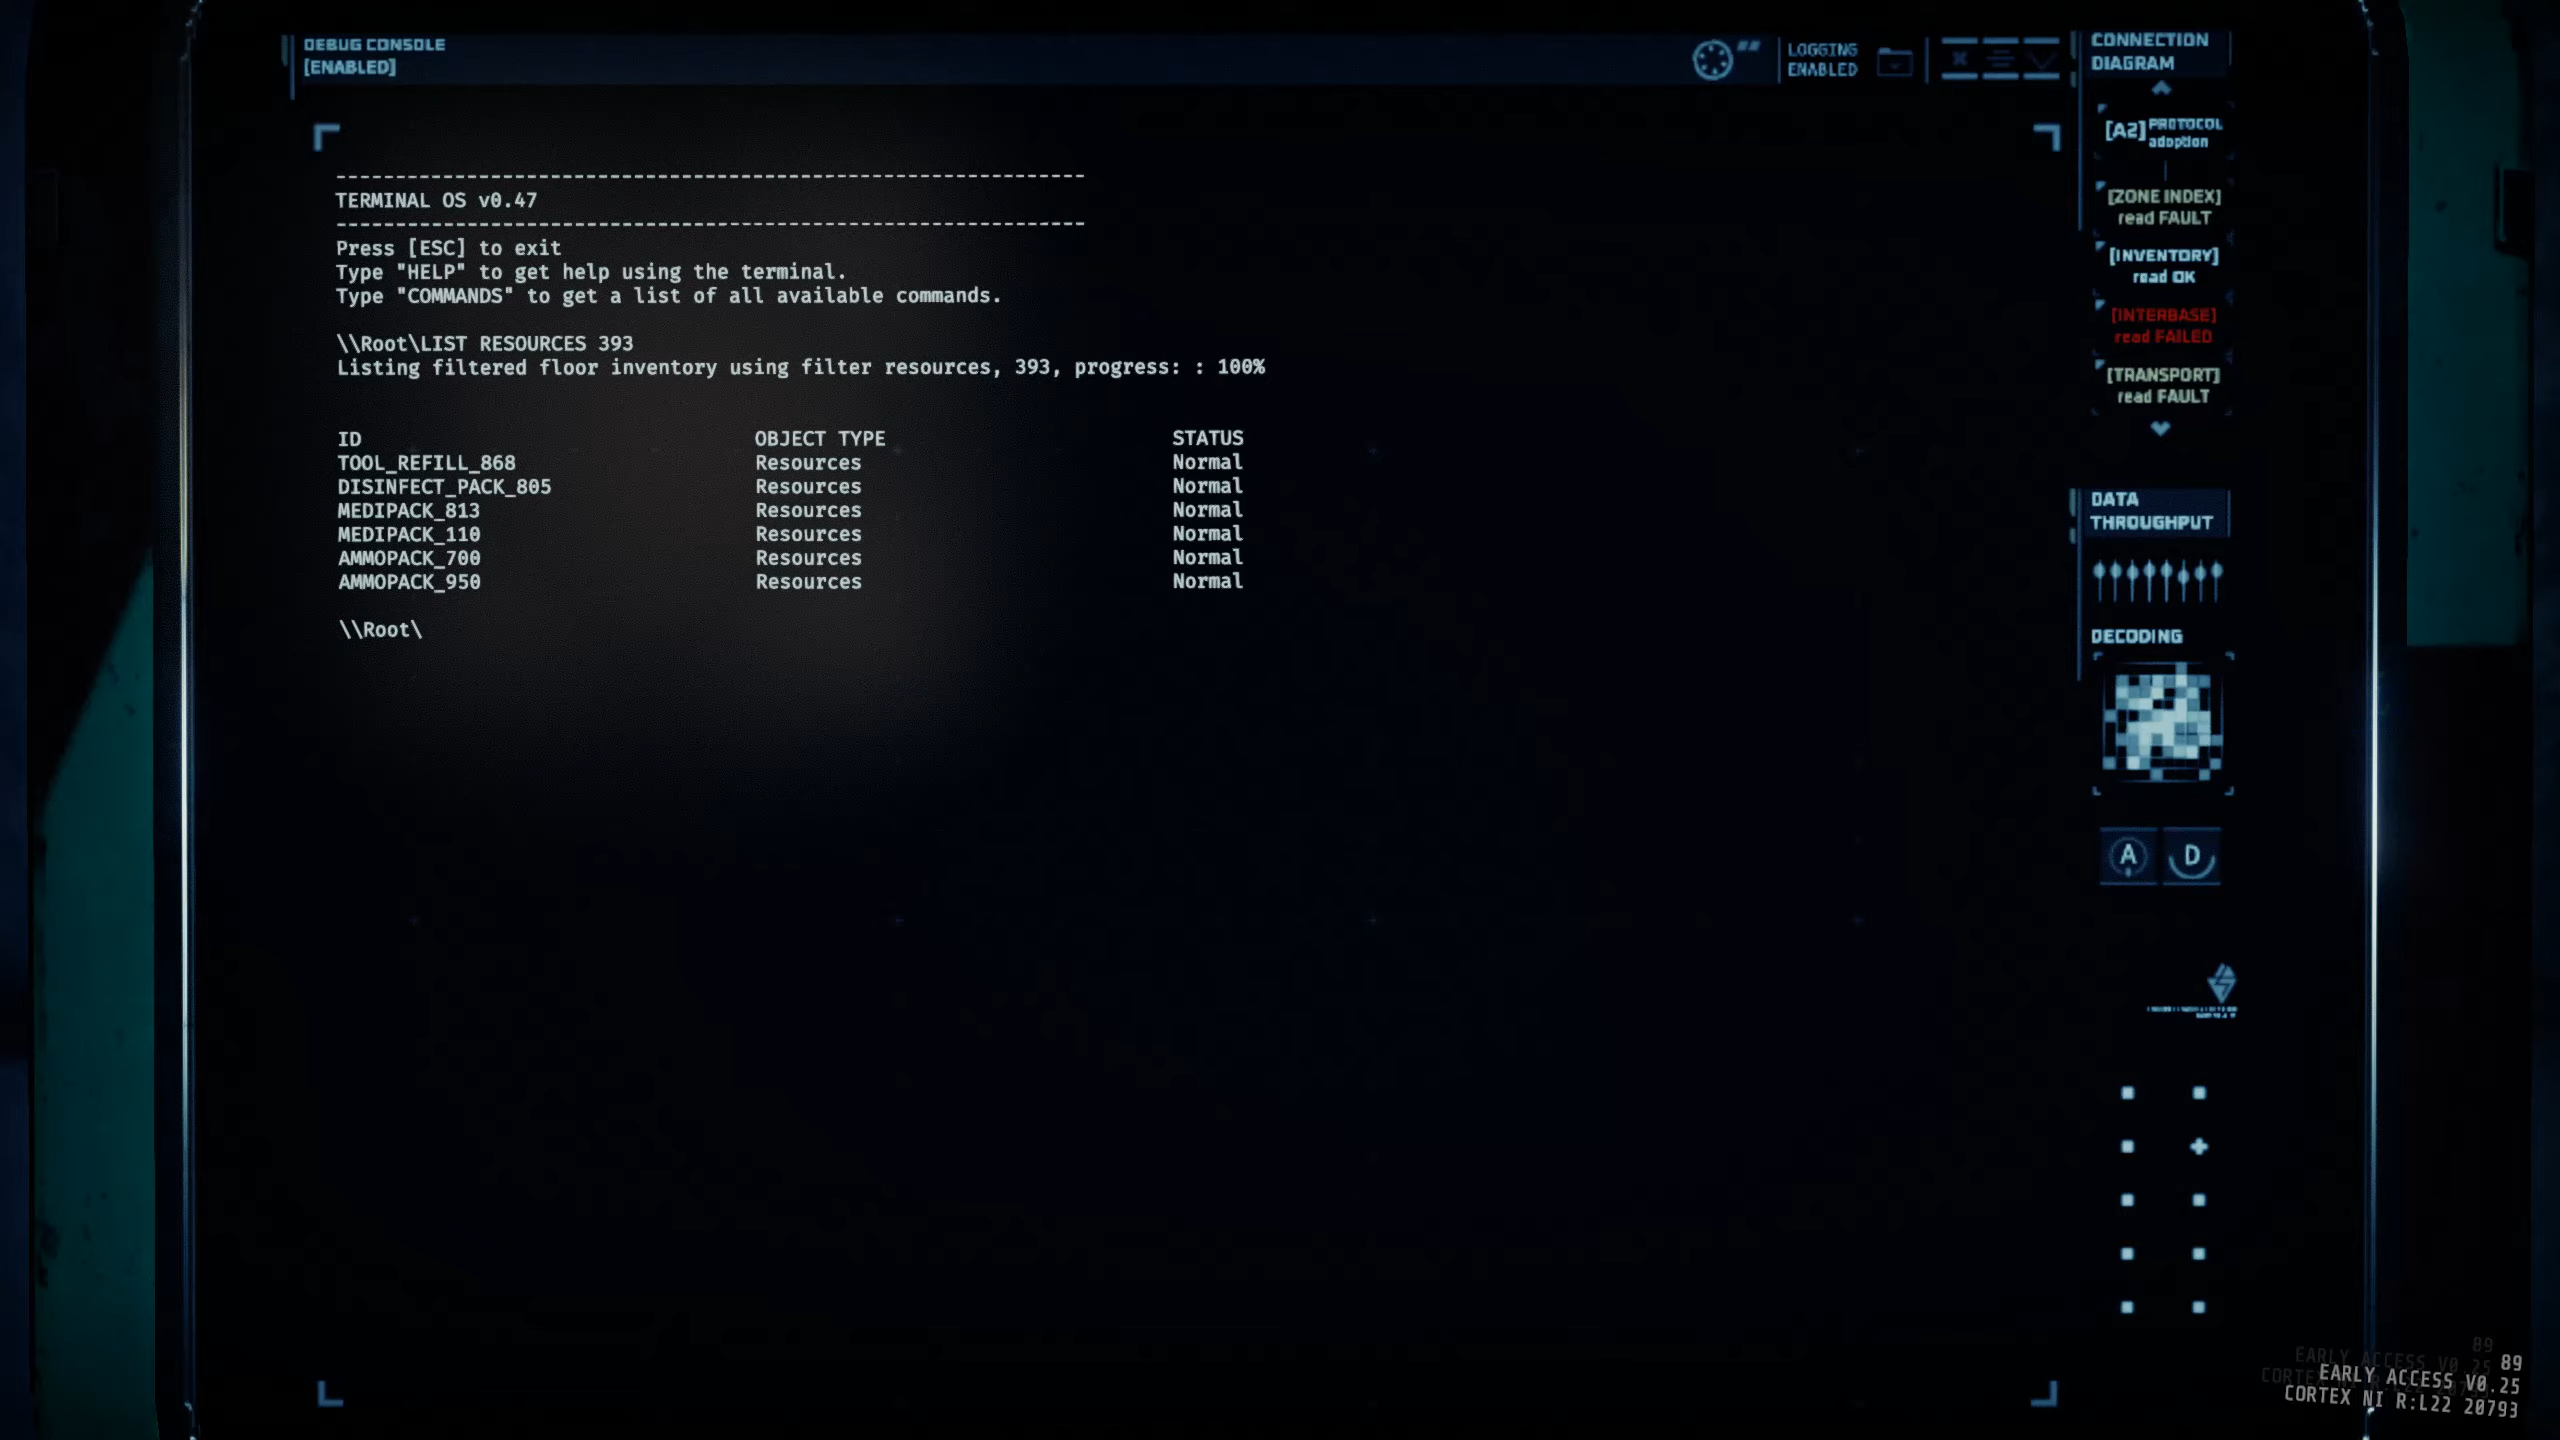 DEBUG CONSOLE
[ENABLED]
LOGGING
ENABLED
---------------------------------------------------------------
TERMINAL OS v0.47
---------------------------------------------------------------
Press [ESC] to exit
Type "HELP" to get help using the terminal.
Type "COMMANDS" to get a list of all available commands.
\\Root\LIST RESOURCES 393
Listing filtered floor inventory using filter resources, 393, progress: : 100%
ID OBJECT TYPE STATUS
TOOL_REFILL_868 Resources Normal
DISINFECT_PACK_805 Resources Normal
MEDIPACK_813 Resources Normal
MEDIPACK_110 Resources Normal
AMMOPACK_700 Resources Normal
AMMOPACK_950 Resources Normal
\\Root\
CONNECTION
DIAGRAM
[A2] PROTOCOL
adoption
[ZONE INDEX]
read FAULT
[INVENTORY]
read OK
[INTERBASE]
read FAILED
[TRANSPORT]
read FAULT
DATA
THROUGHPUT
DECODING
A D
89
EARLY ACCESS V0.25
CORTEX NI R:L22 20793